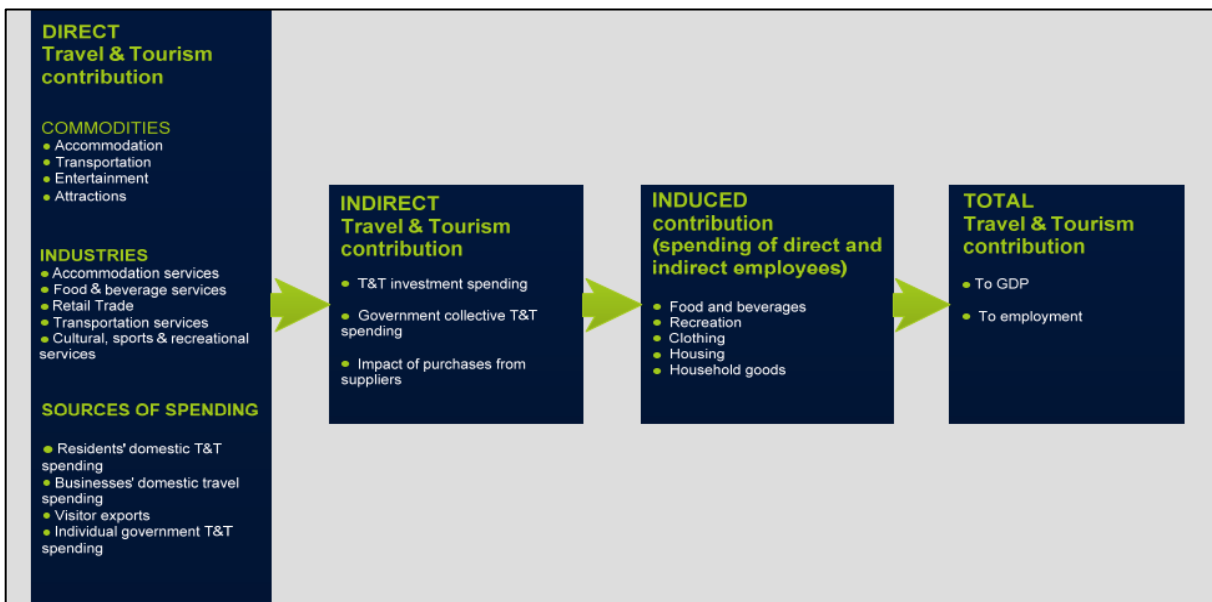 DIRECT
Travel & Tourism
contribution
COMMODITIES
● Accommodation
● Transportation
● Entertainment
● Attractions
INDUSTRIES
● Accommodation services
● Food & beverage services
● Retail Trade
● Transportation services
● Cultural, sports & recreational
services
SOURCES OF SPENDING
● Residents' domestic T&T
spending
● Businesses' domestic travel
spending
● Visitor exports
● Individual government T&T
spending
INDIRECT
Travel & Tourism
contribution
● T&T investment spending
● Government collective T&T
spending
● Impact of purchases from
suppliers
INDUCED
contribution
(spending of direct and
indirect employees)
● Food and beverages
● Recreation
● Clothing
● Housing
● Household goods
TOTAL
Travel & Tourism
contribution
● To GDP
● To employment